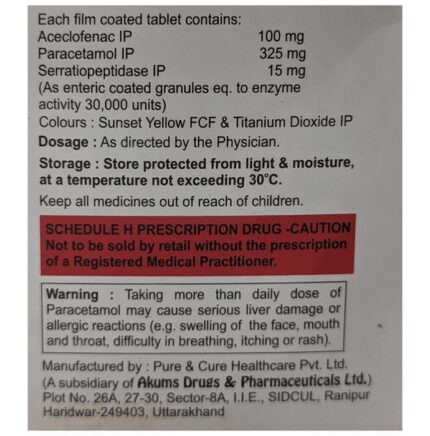 Each film coated tablet contains:
Aceclofenac IP 100 mg
Paracetamol IP 325 mg
Serratiopeptidase IP 15 mg
(As enteric coated granules eq. to enzyme
activity 30,000 units)
Colours : Sunset Yellow FCF & Titanium Dioxide IP
Dosage : As directed by the Physician.
Storage : Store protected from light & moisture,
at a temperature not exceeding 30°C.
Keep all medicines out of reach of children.
SCHEDULE H PRESCRIPTION DRUG -CAUTION
Not to be sold by retail without the prescription
of a Registered Medical Practitioner.
Warning : Taking more than daily dose of
Paracetamol may cause serious liver damage or
allergic reactions (e.g. swelling of the face, mouth
and throat, difficulty in breathing, itching or rash).
Manufactured by : Pure & Cure Healthcare Pvt. Ltd.
(A subsidiary of Akums Drugs & Pharmaceuticals Ltd.)
Plot No. 26A, 27-30, Sector-8A, I.I.E., SIDCUL, Ranipur
Haridwar-249403, Uttarakhand